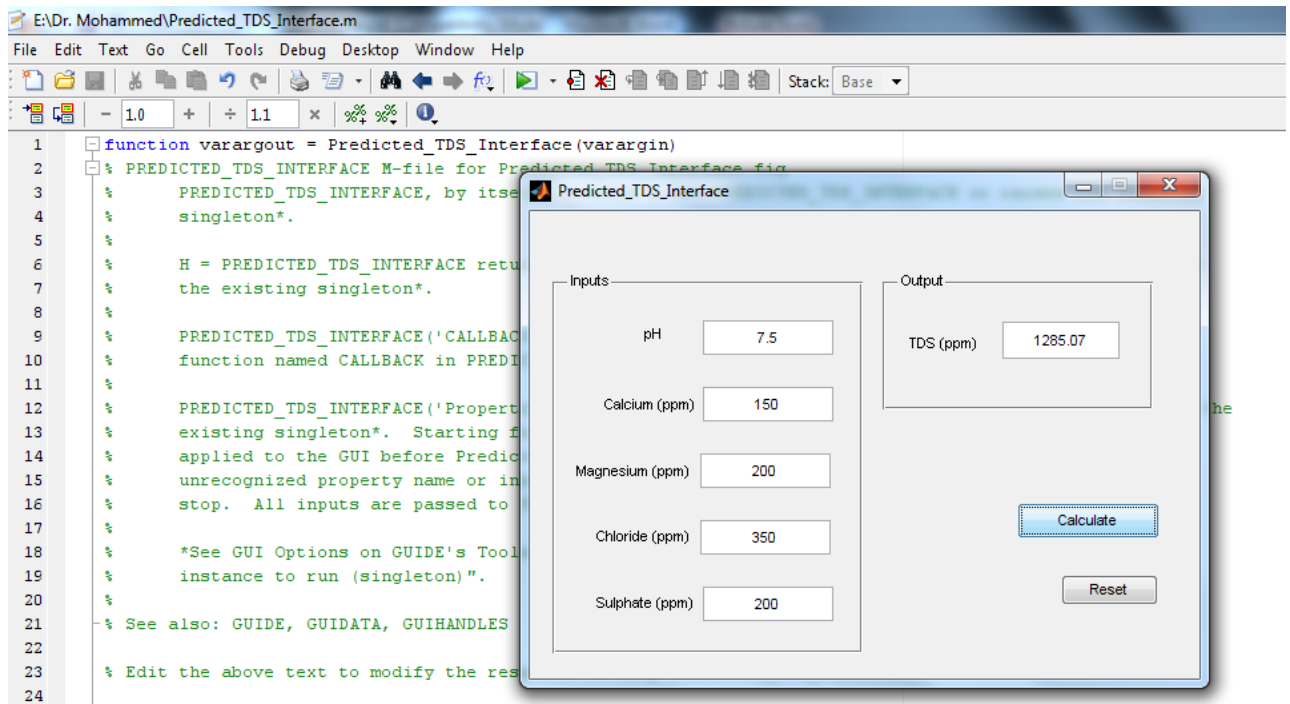 E:\Dr. Mohammed\Predicted_TDS_Interface.m
File Edit Text Go Cell Tools Debug Desktop Window Help
Stack: Base
− 1.0 + ÷ 1.1 ×
1 function varargout = Predicted_TDS_Interface(varargin)
2 % PREDICTED_TDS_INTERFACE M-file for Predicted_TDS_Interface.fig
3 % PREDICTED_TDS_INTERFACE, by itse
4 % singleton*.
5 %
6 % H = PREDICTED_TDS_INTERFACE retu
7 % the existing singleton*.
8 %
9 % PREDICTED_TDS_INTERFACE('CALLBAC
10 % function named CALLBACK in PREDI
11 %
12 % PREDICTED_TDS_INTERFACE('Propert he
13 % existing singleton*. Starting f
14 % applied to the GUI before Predic
15 % unrecognized property name or in
16 % stop. All inputs are passed to
17 %
18 % *See GUI Options on GUIDE's Tool
19 % instance to run (singleton)".
20 %
21 % See also: GUIDE, GUIDATA, GUIHANDLES
22
23 % Edit the above text to modify the res
24
Predicted_TDS_Interface
Inputs
pH 7.5
Calcium (ppm) 150
Magnesium (ppm) 200
Chloride (ppm) 350
Sulphate (ppm) 200
Output
TDS (ppm) 1285.07
Calculate
Reset